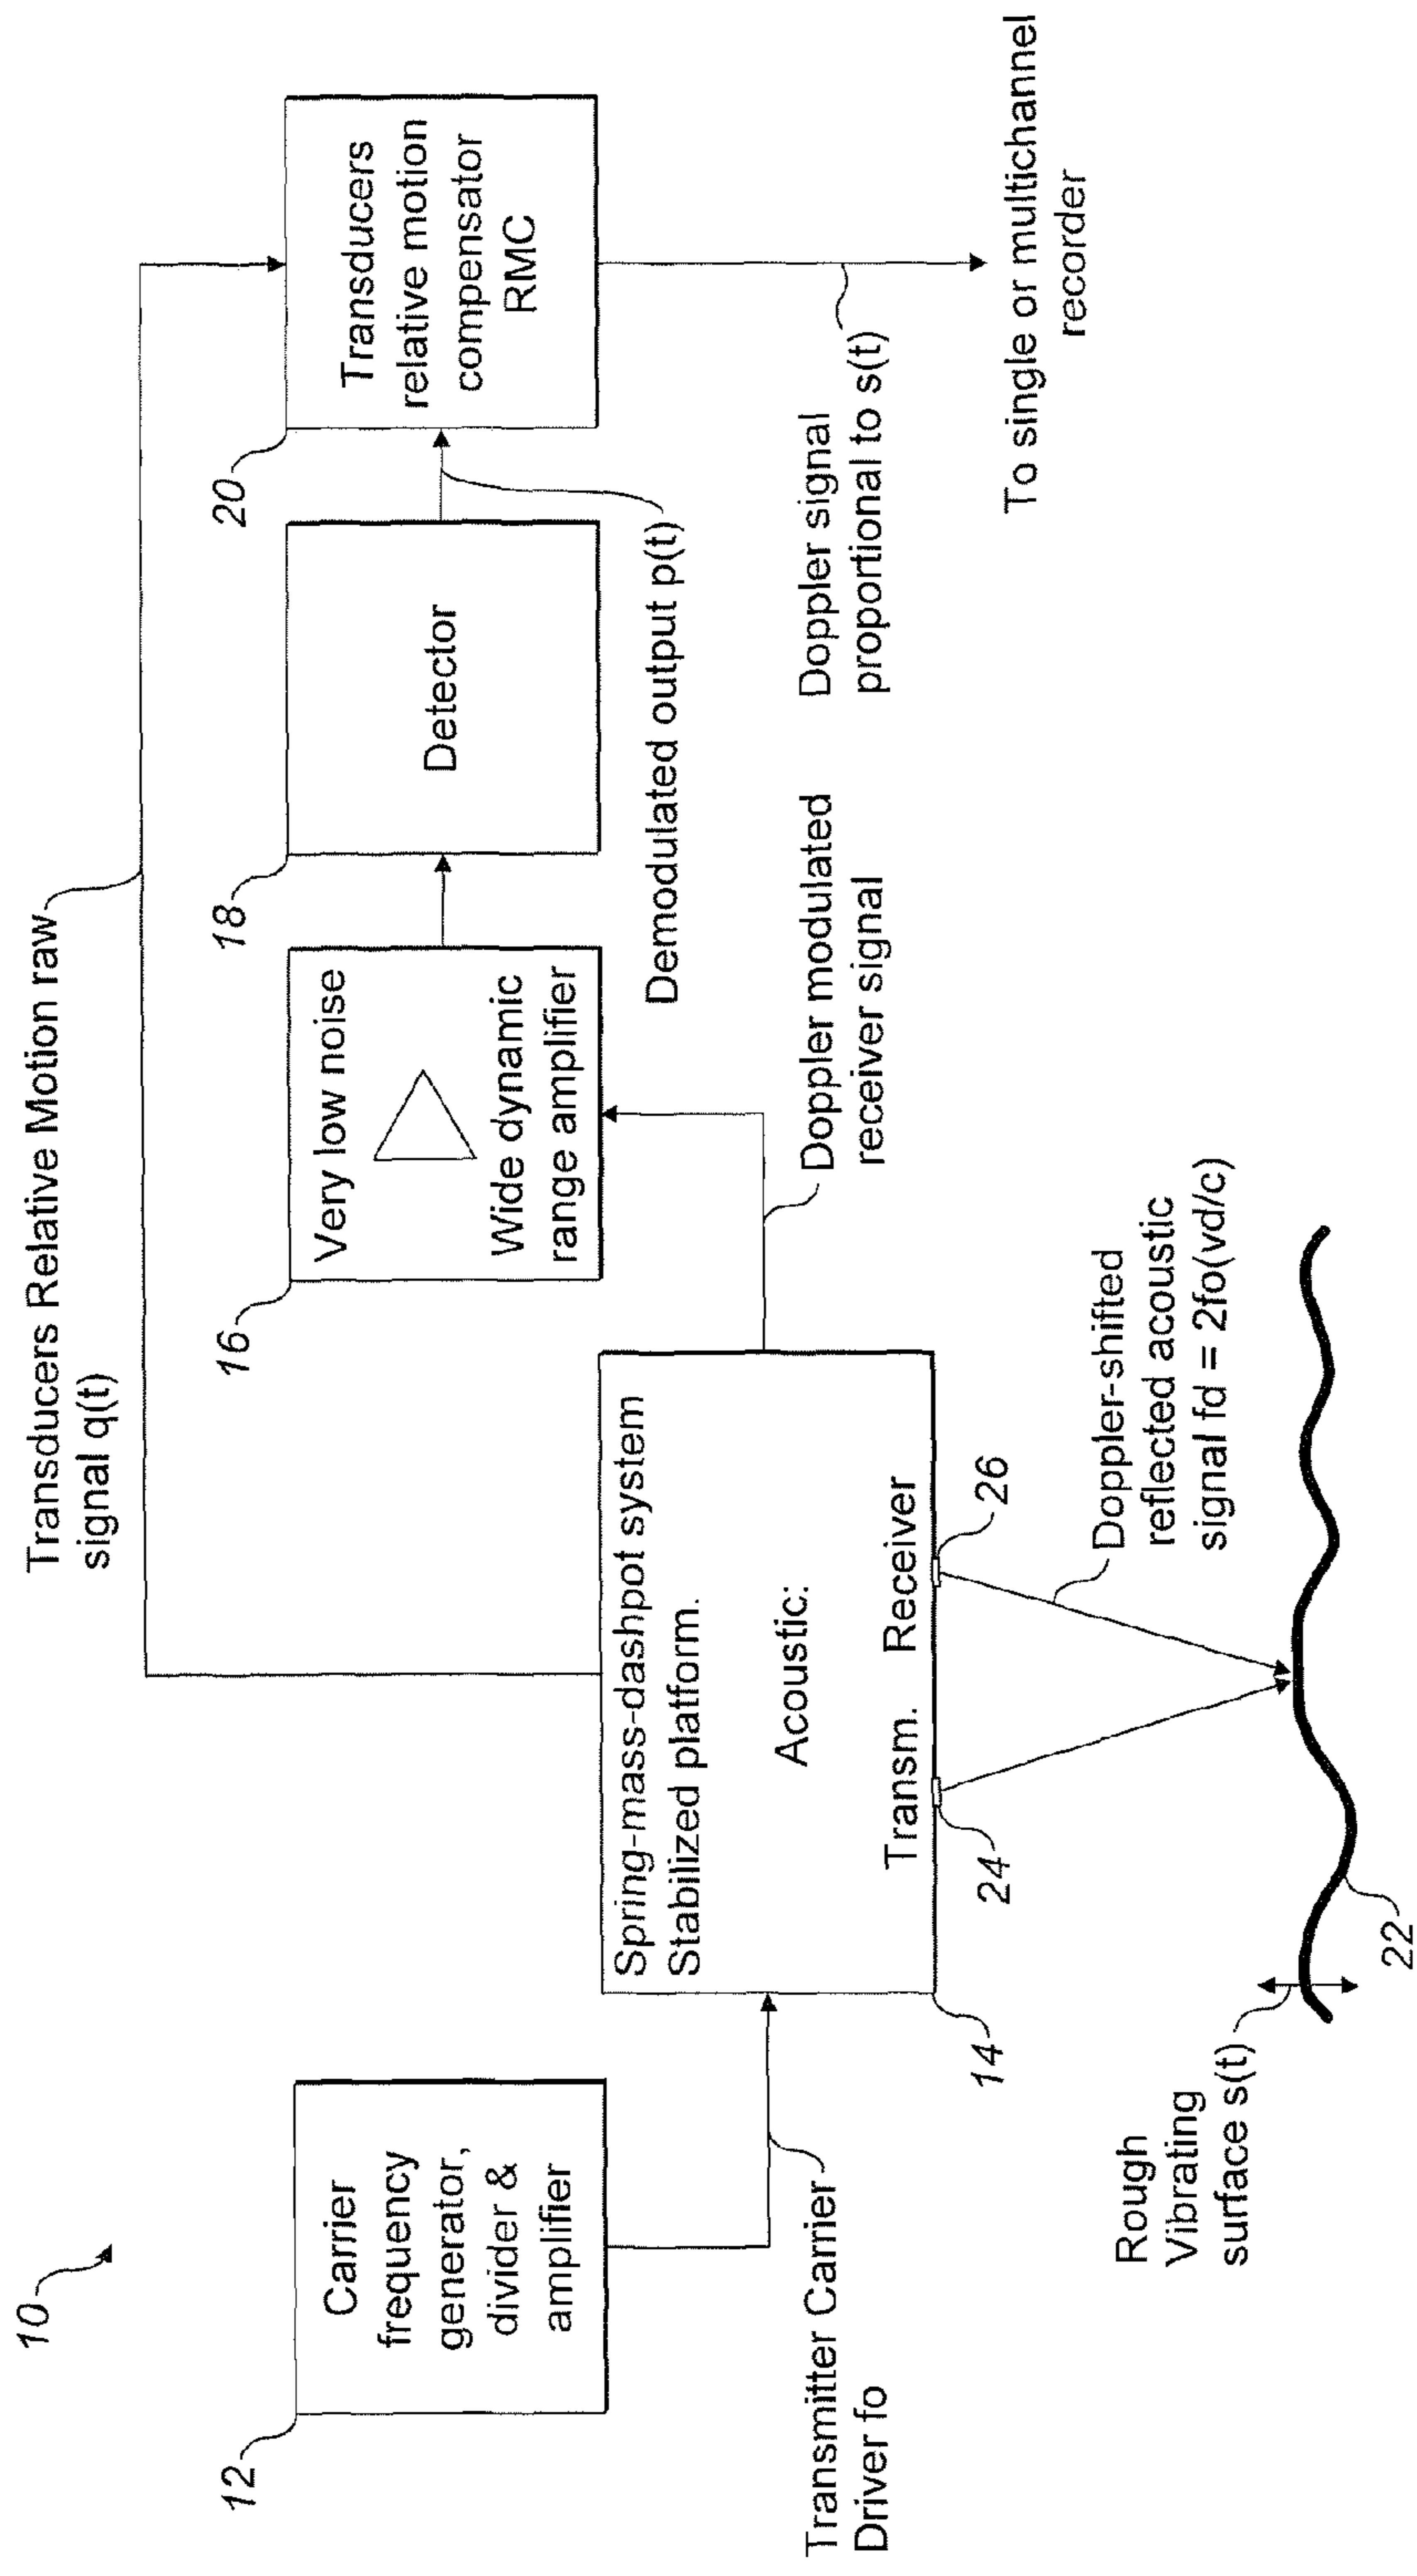 10
12
Carrier
frequency
generator,
divider &
amplifier
Transmitter Carrier
Driver fo
Transducers Relative Motion raw
signal q(t)
14
Spring-mass-dashpot system
Stabilized platform.
Acoustic:
Transm. Receiver
24
26
Rough
Vibrating
surface s(t)
22
Doppler-shifted
reflected acoustic
signal fd = 2fo(vd/c)
Doppler modulated
receiver signal
16
Very low noise
Wide dynamic
range amplifier
18
Detector
Demodulated output p(t)
20
Transducers
relative motion
compensator
RMC
Doppler signal
proportional to s(t)
To single or multichannel
recorder